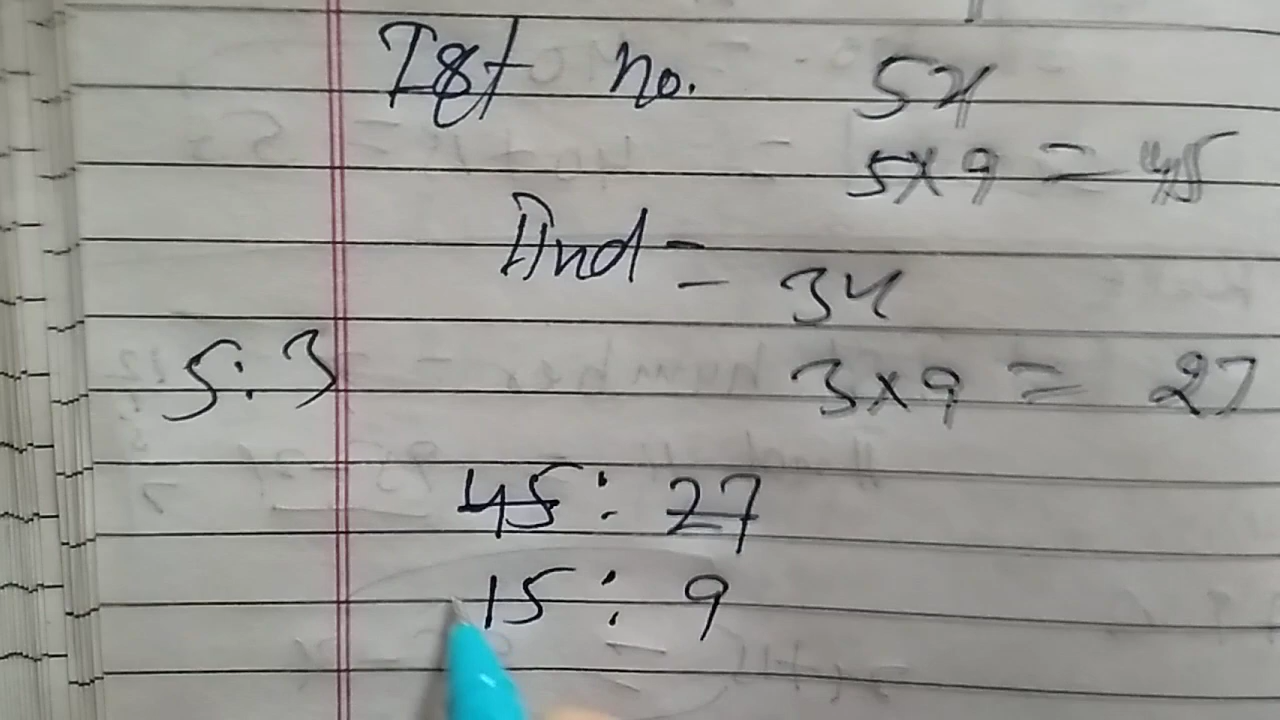 Ist no. 5x
5x9 = 45
IInd = 3x
5:3 3x9 = 27
45:27
15:9